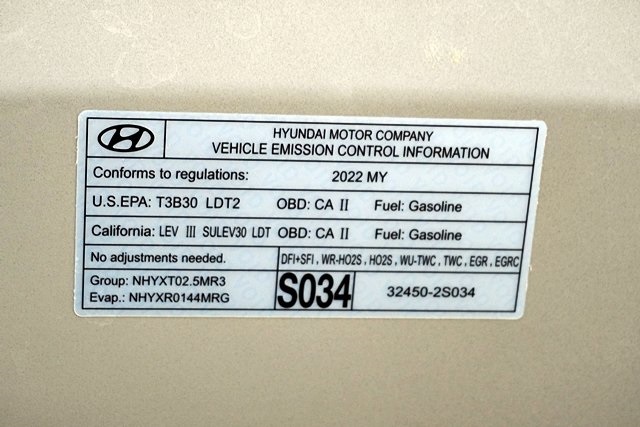 HYUNDAI MOTOR COMPANY
VEHICLE EMISSION CONTROL INFORMATION
Conforms to regulations: 2022 MY
U.S.EPA: T3B30 LDT2 OBD: CA II Fuel: Gasoline
California: LEV III SULEV30 LDT OBD: CA II Fuel: Gasoline
No adjustments needed. DFI+SFI, WR-HO2S, HO2S, WU-TWC, TWC, EGR, EGRC
Group: NHYXT02.5MR3
Evap.: NHYXR0144MRG
S034 32450-2S034